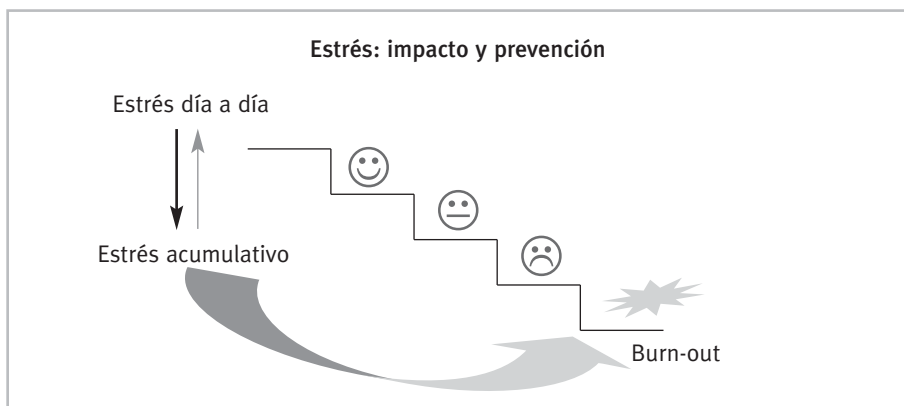 Estrés: impacto y prevención
Estrés día a día
Estrés acumulativo
Burn-out